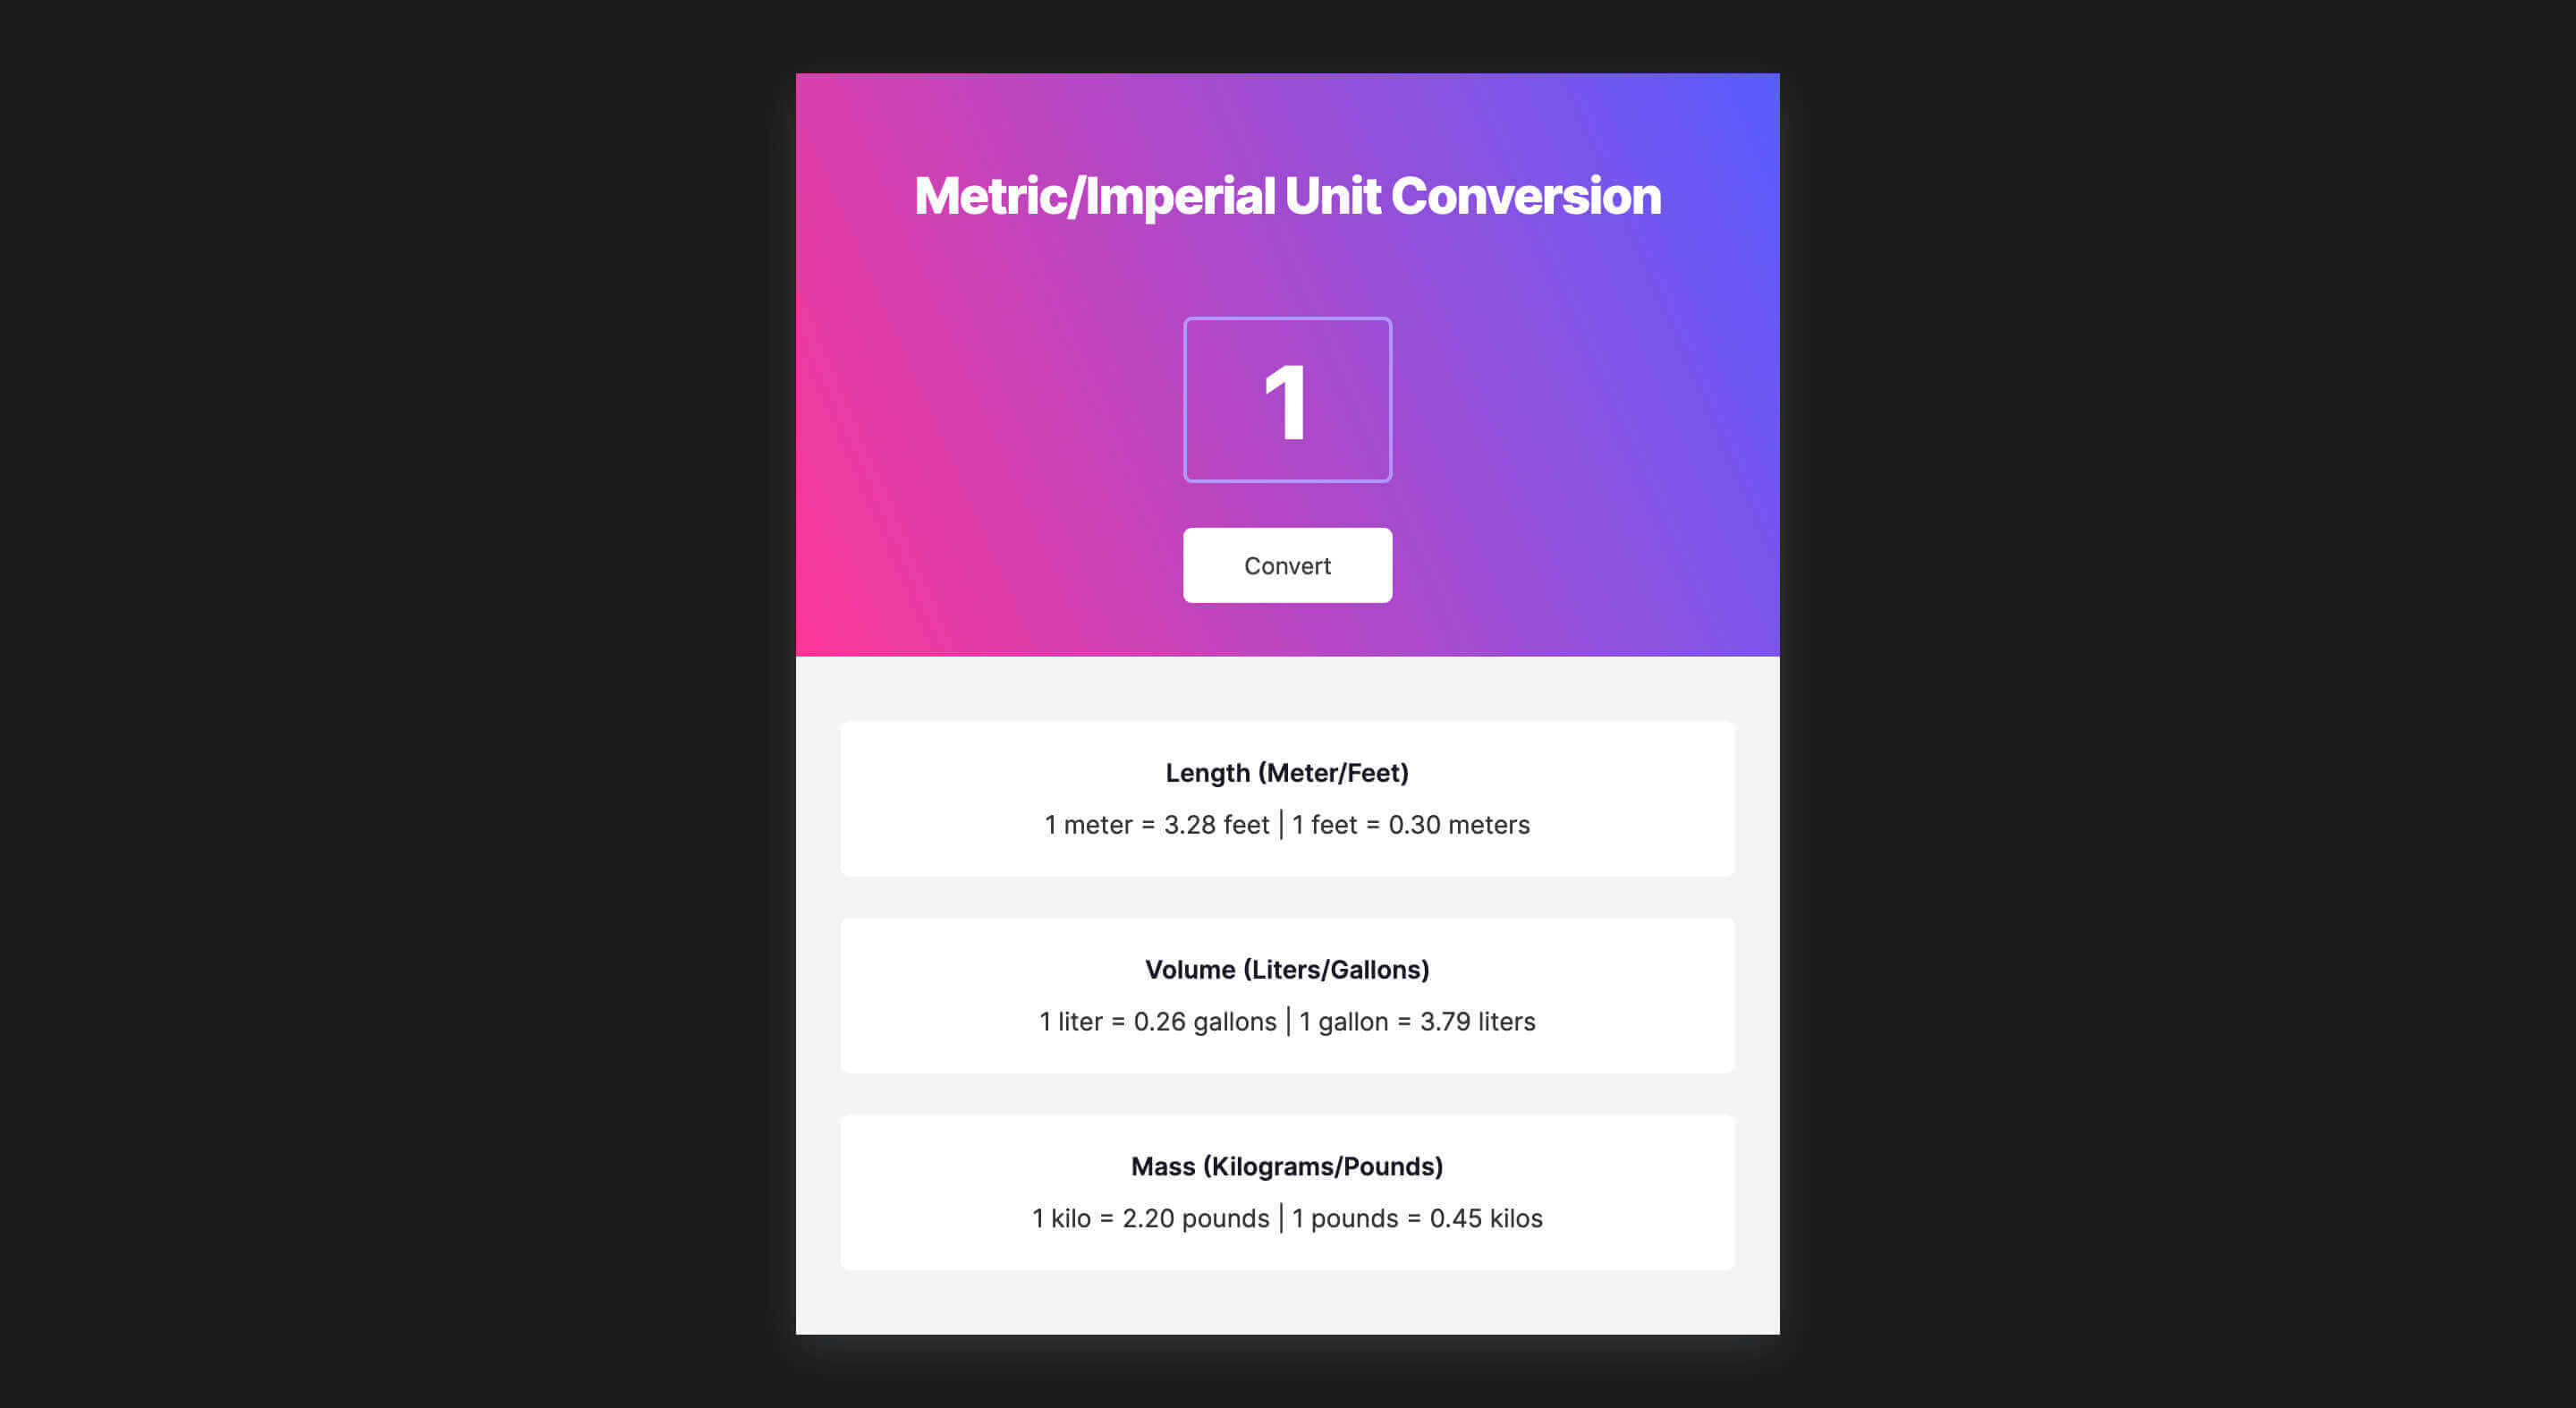 Metric/Imperial Unit Conversion
1
Convert
Length (Meter/Feet)
1 meter = 3.28 feet | 1 feet = 0.30 meters
Volume (Liters/Gallons)
1 liter = 0.26 gallons | 1 gallon = 3.79 liters
Mass (Kilograms/Pounds)
1 kilo = 2.20 pounds | 1 pounds = 0.45 kilos